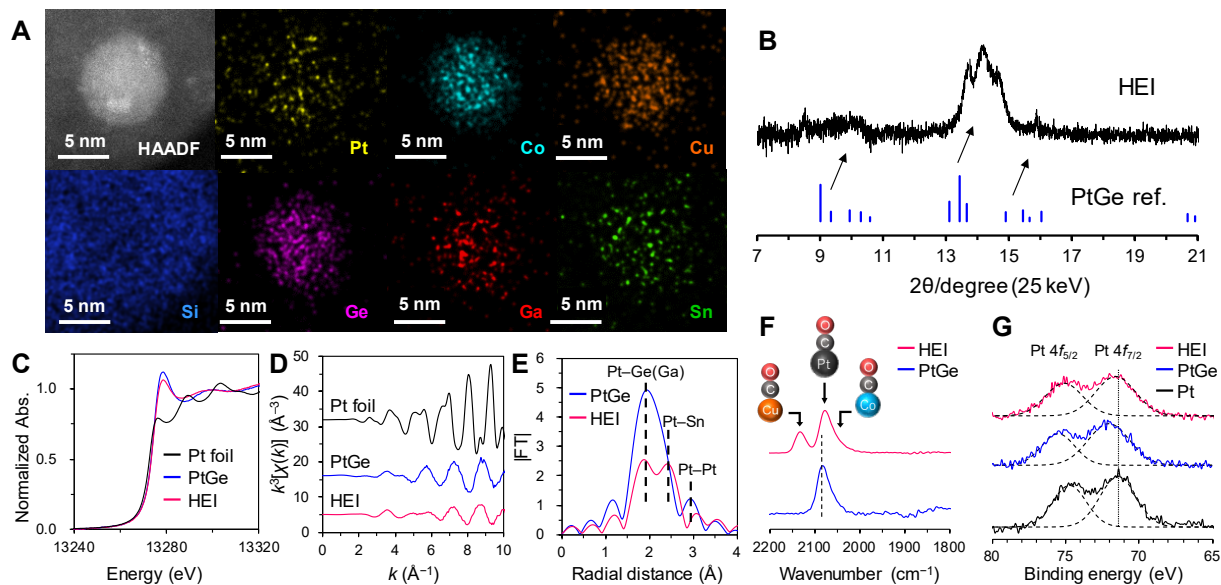 A
5 nm
HAADF
5 nm
Pt
5 nm
Co
5 nm
Cu
5 nm
Si
5 nm
Ge
5 nm
Ga
5 nm
Sn
B
HEI
PtGe ref.
7 9 11 13 15 17 19 21
2θ/degree (25 keV)
C
Normalized Abs.
1.0
0.5
0.0
Pt foil
PtGe
HEI
13240 13280 13320
Energy (eV)
D
k³[χ(k)] (Å⁻³)
50
40
30
20
10
0
Pt foil
PtGe
HEI
0 2 4 6 8 10
k (Å⁻¹)
E
|FT|
6
5
4
3
2
1
0
Pt–Ge(Ga)
PtGe
HEI
Pt–Sn
Pt–Pt
0 1 2 3 4
Radial distance (Å)
F
HEI
PtGe
O
C
Pt
O
C
Cu
O
C
Co
2200 2100 2000 1900 1800
Wavenumber (cm⁻¹)
G
Pt 4f5/2
Pt 4f7/2
HEI
PtGe
Pt
80 75 70 65
Binding energy (eV)